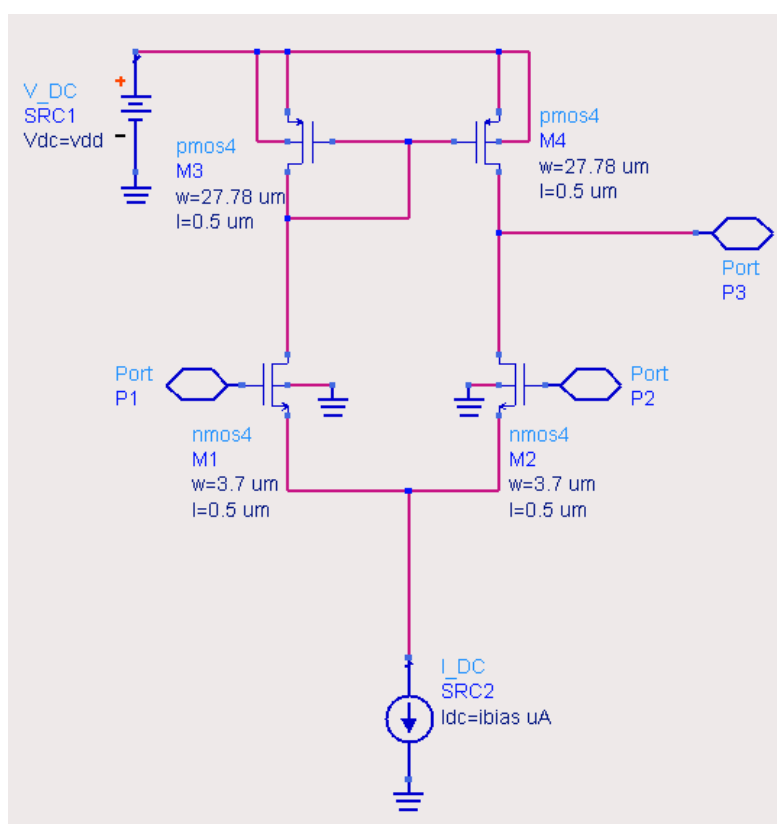 V_DC
SRC1
Vdc=vdd
+
-
pmos4
M3
w=27.78 um
l=0.5 um
pmos4
M4
w=27.78 um
l=0.5 um
Port
P3
Port
P1
Port
P2
nmos4
M1
w=3.7 um
l=0.5 um
nmos4
M2
w=3.7 um
l=0.5 um
I_DC
SRC2
Idc=ibias uA